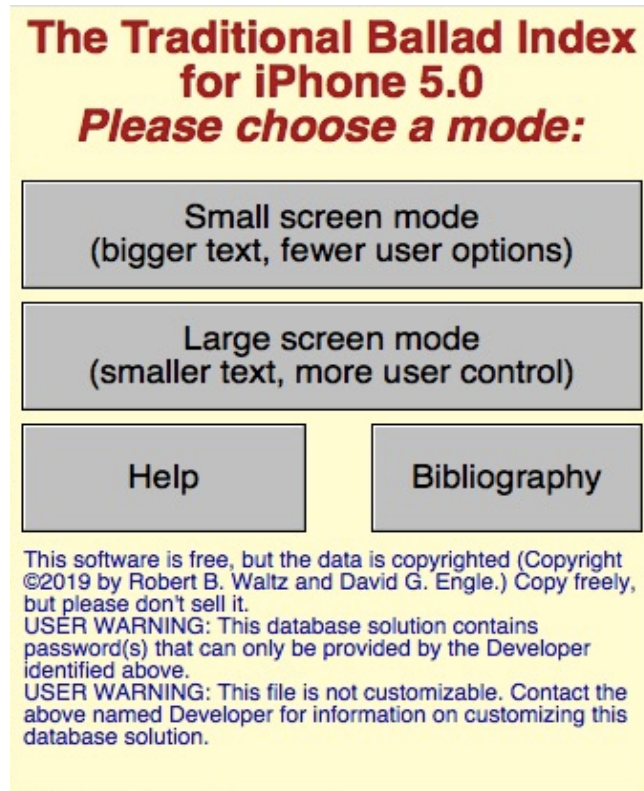 The Traditional Ballad Index
for iPhone 5.0
Please choose a mode:
Small screen mode
(bigger text, fewer user options)
Large screen mode
(smaller text, more user control)
Help
Bibliography
This software is free, but the data is copyrighted (Copyright
©2019 by Robert B. Waltz and David G. Engle.) Copy freely,
but please don't sell it.
USER WARNING: This database solution contains
password(s) that can only be provided by the Developer
identified above.
USER WARNING: This file is not customizable. Contact the
above named Developer for information on customizing this
database solution.